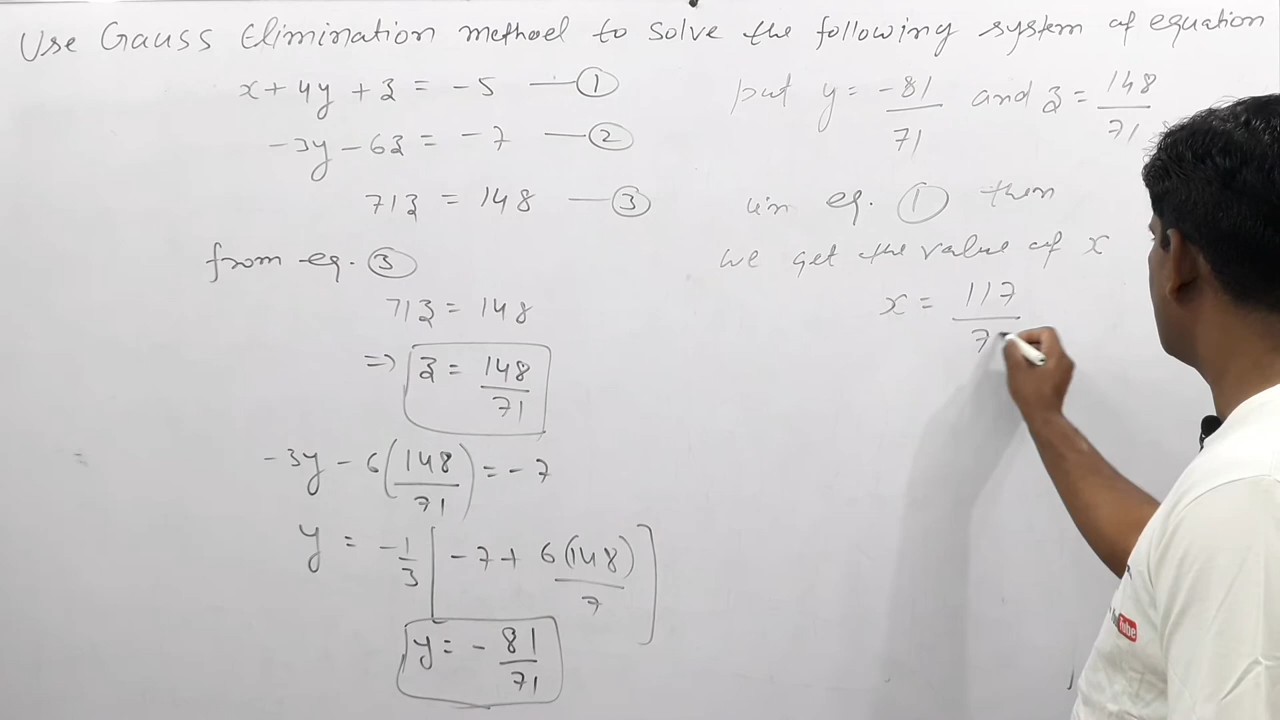 Use Gauss Elimination method to solve the following system of equation
x + 4y + z = -5 — ①
-3y - 6z = -7 — ②
71z = 148 — ③
from eq. ③
71z = 148
=> z = 148/71
-3y - 6(148/71) = -7
y = -1/3 [-7 + 6(148)/7]
y = -81/71
put y = -81/71 and z = 148/71
in eq. ① then
we get the value of x
x = 117/7
Tube